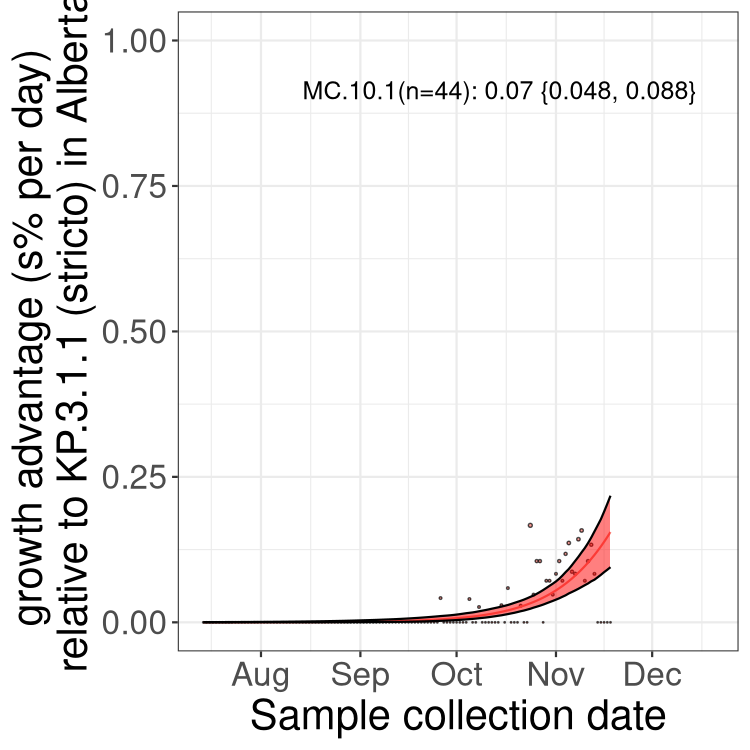 growth advantage (s% per day)
relative to KP.3.1.1 (stricto) in Alberta
1.00
0.75
0.50
0.25
0.00
MC.10.1(n=44): 0.07 {0.048, 0.088}
Aug Sep Oct Nov Dec
Sample collection date